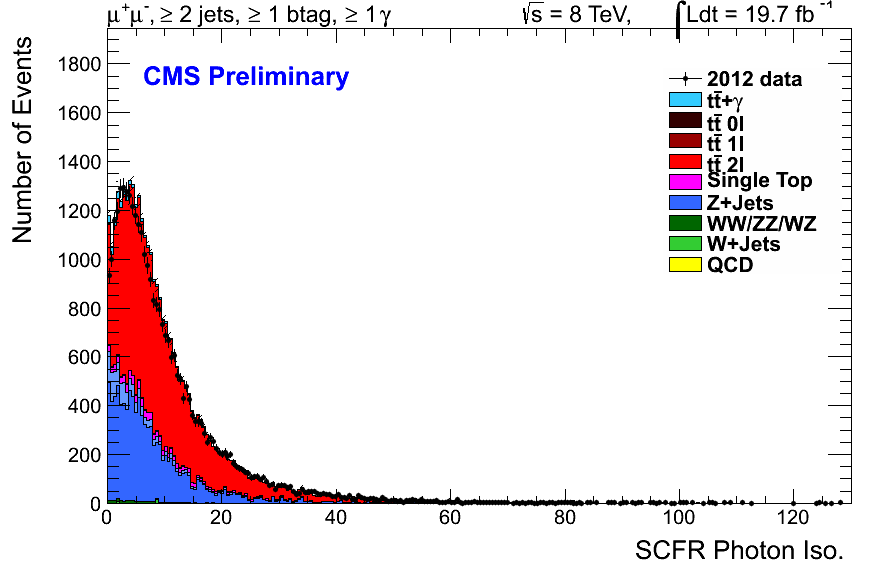 μ⁺μ⁻, ≥ 2 jets, ≥ 1 btag, ≥ 1 γ
√s = 8 TeV, ∫Ldt = 19.7 fb⁻¹
Number of Events
CMS Preliminary
2012 data
tt̄+γ
tt̄ 0l
tt̄ 1l
tt̄ 2l
Single Top
Z+Jets
WW/ZZ/WZ
W+Jets
QCD
1800
1600
1400
1200
1000
800
600
400
200
0
0 20 40 60 80 100 120
SCFR Photon Iso.